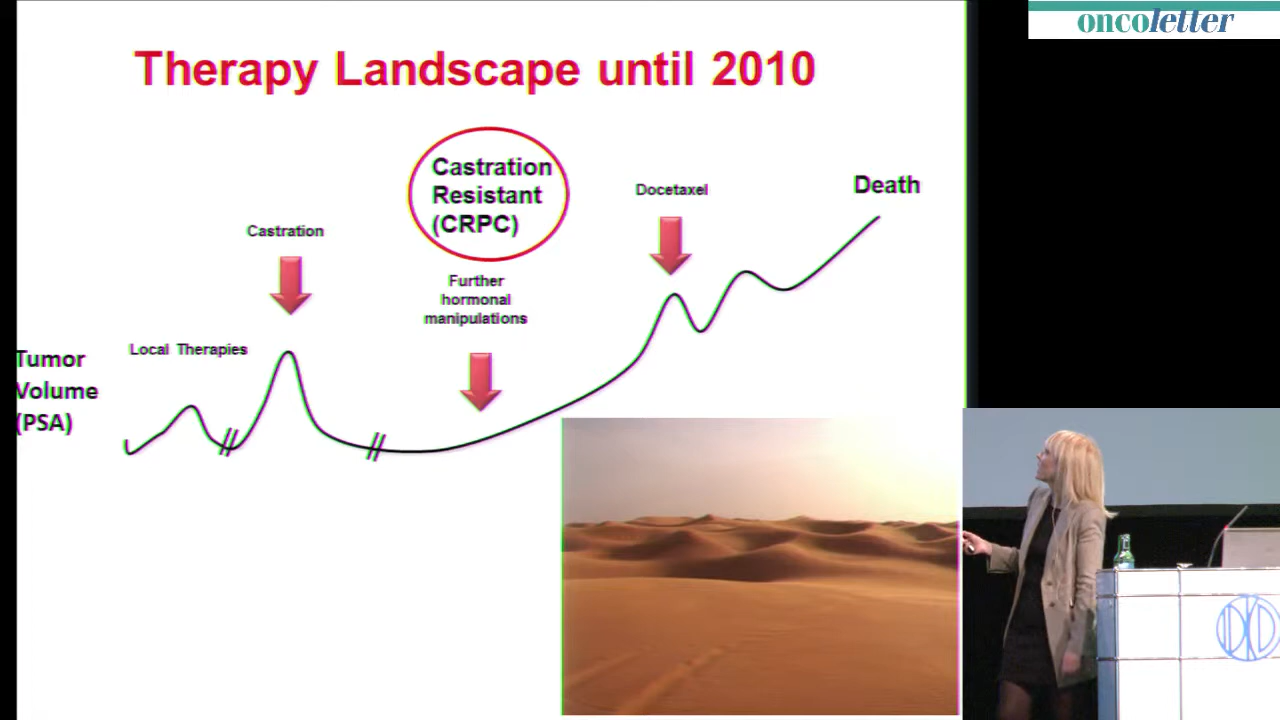 oncoletter
Therapy Landscape until 2010
Castration
Resistant
(CRPC)
Docetaxel
Death
Castration
Further
hormonal
manipulations
Local Therapies
Tumor
Volume
(PSA)